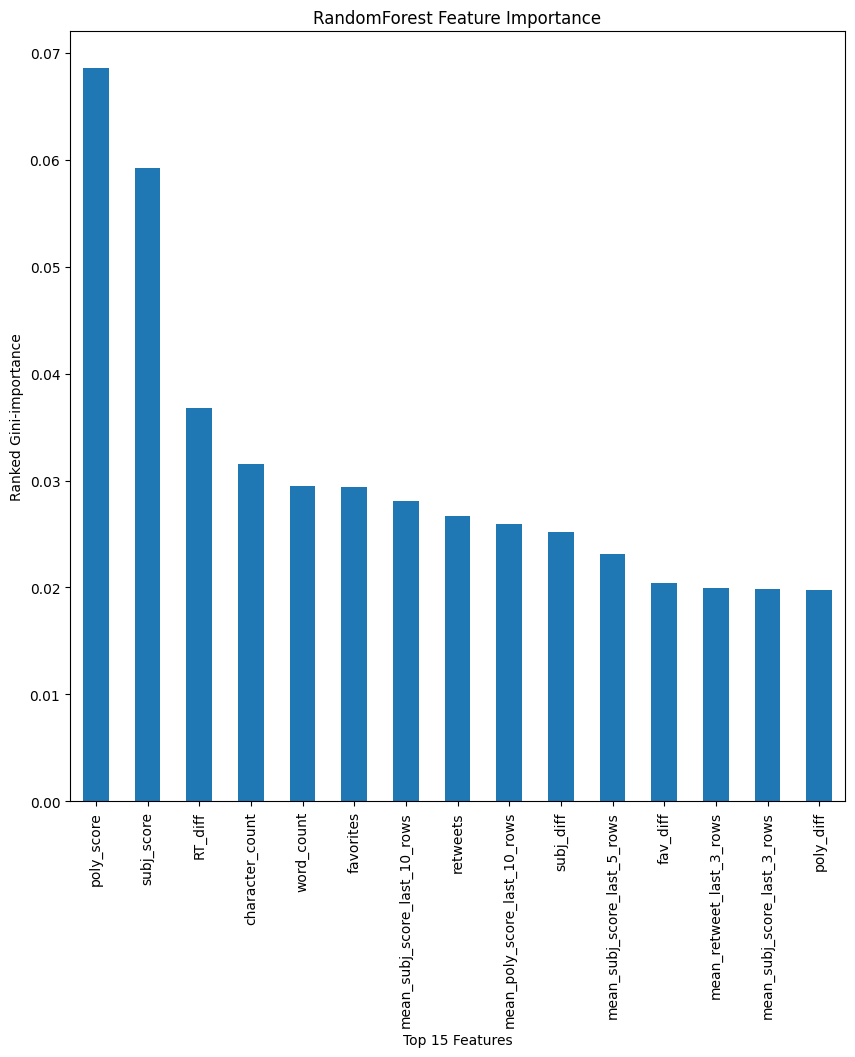 RandomForest Feature Importance
0.07
0.06
0.05
0.04
0.03
0.02
0.01
0.00
Ranked Gini-importance
poly_score
subj_score
RT_diff
character_count
word_count
favorites
mean_subj_score_last_10_rows
retweets
mean_poly_score_last_10_rows
subj_diff
mean_subj_score_last_5_rows
fav_diff
mean_retweet_last_3_rows
mean_subj_score_last_3_rows
poly_diff
Top 15 Features